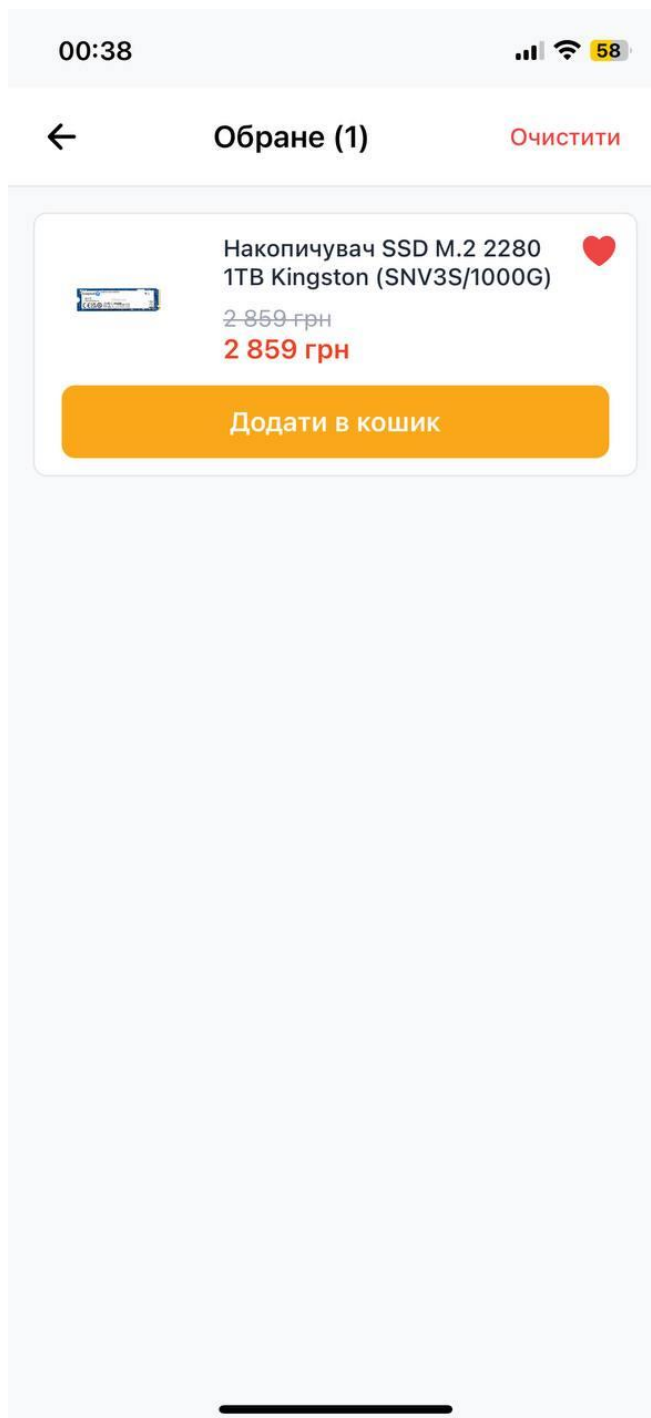 00:38
58
Обране (1)
Очистити
Накопичувач SSD M.2 2280
1TB Kingston (SNV3S/1000G)
2 859 грн
2 859 грн
Додати в кошик